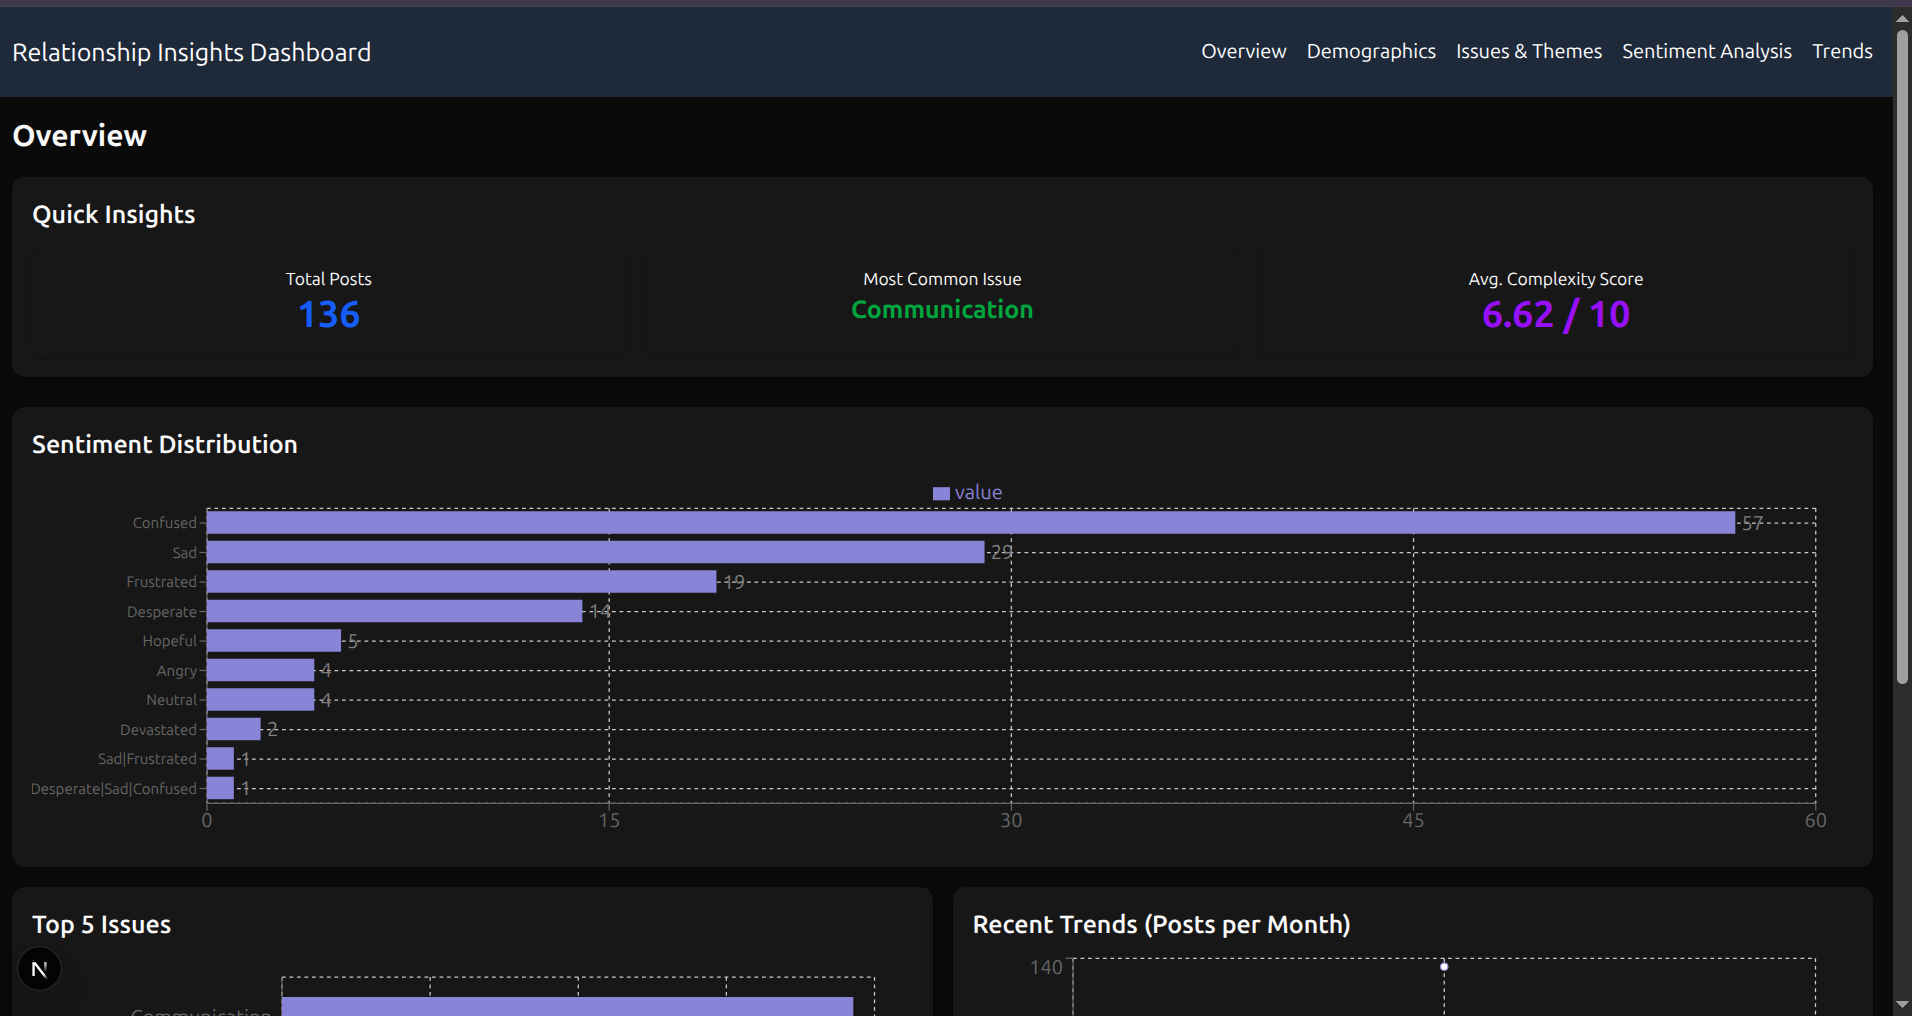 Relationship Insights Dashboard
Overview Demographics Issues & Themes Sentiment Analysis Trends
Overview
Quick Insights
Total Posts
136
Most Common Issue
Communication
Avg. Complexity Score
6.62 / 10
Sentiment Distribution
value
Confused 57
Sad 29
Frustrated 19
Desperate 14
Hopeful 5
Angry 4
Neutral 4
Devastated 2
Sad|Frustrated 1
Desperate|Sad|Confused 1
0 15 30 45 60
Top 5 Issues
Communication
N
Recent Trends (Posts per Month)
140